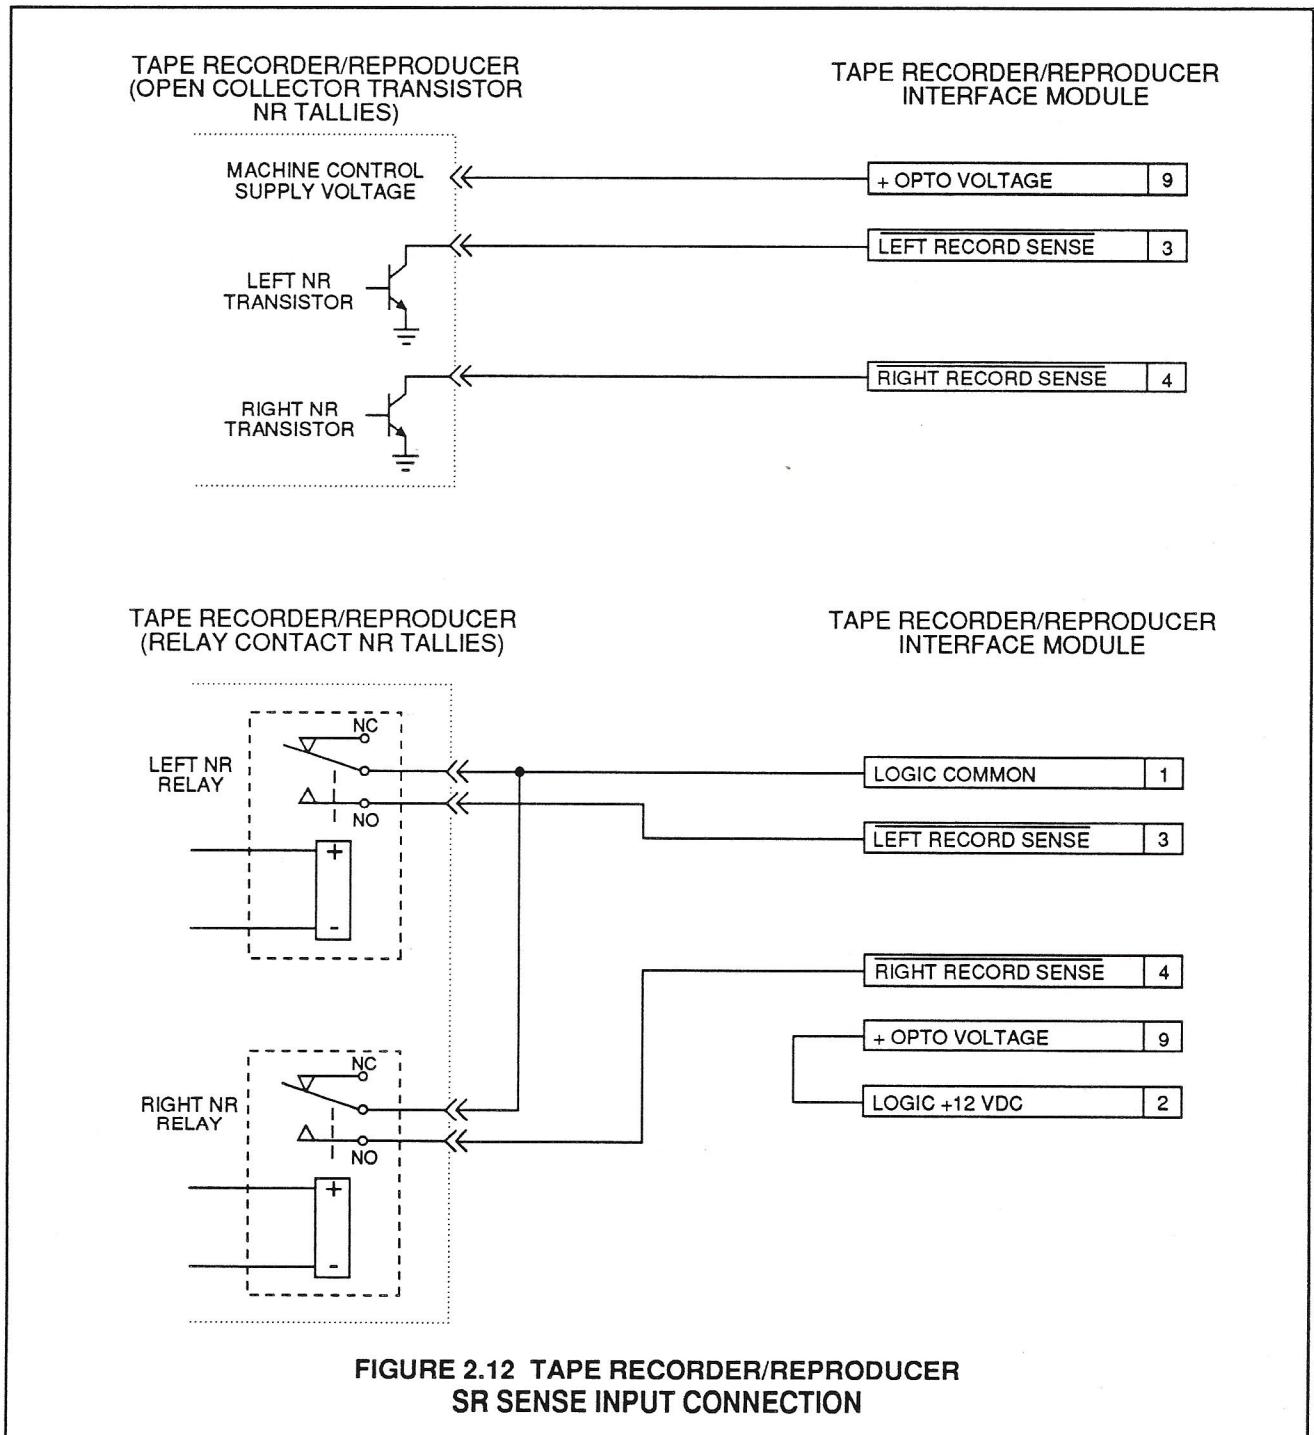 TAPE RECORDER/REPRODUCER
(OPEN COLLECTOR TRANSISTOR
NR TALLIES)
TAPE RECORDER/REPRODUCER
INTERFACE MODULE
MACHINE CONTROL
SUPPLY VOLTAGE
+ OPTO VOLTAGE 9
LEFT RECORD SENSE 3
LEFT NR
TRANSISTOR
RIGHT RECORD SENSE 4
RIGHT NR
TRANSISTOR
TAPE RECORDER/REPRODUCER
(RELAY CONTACT NR TALLIES)
TAPE RECORDER/REPRODUCER
INTERFACE MODULE
NC
LEFT NR
RELAY
LOGIC COMMON 1
NO
LEFT RECORD SENSE 3
+
-
RIGHT RECORD SENSE 4
+ OPTO VOLTAGE 9
NC
RIGHT NR
RELAY
LOGIC +12 VDC 2
NO
+
-
FIGURE 2.12 TAPE RECORDER/REPRODUCER
SR SENSE INPUT CONNECTION